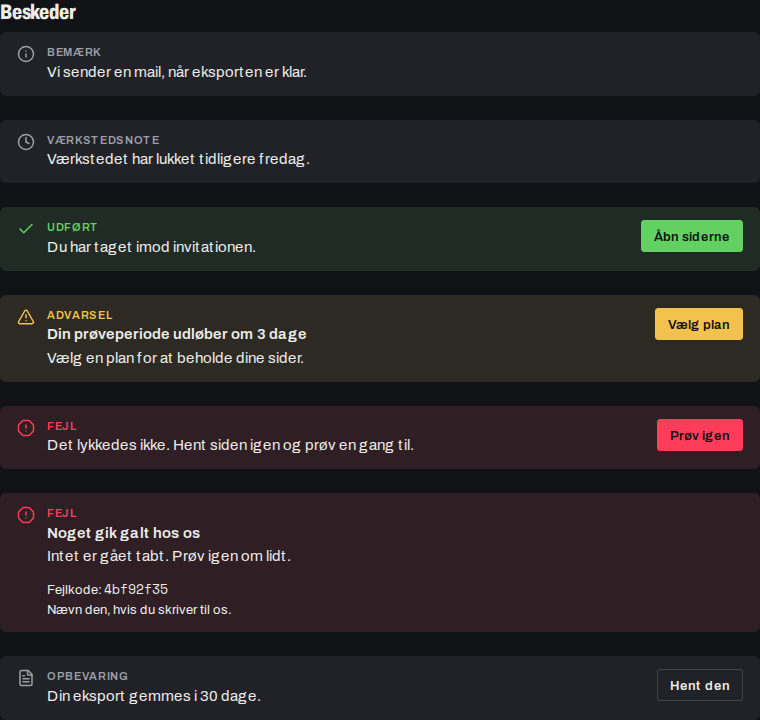 Beskeder
BEMÆRK
Vi sender en mail, når eksporten er klar.
VÆRKSTEDSNOTE
Værkstedet har lukket tidligere fredag.
UDFØRT
Du har taget imod invitationen.
Åbn siderne
ADVARSEL
Din prøveperiode udløber om 3 dage
Vælg en plan for at beholde dine sider.
Vælg plan
FEJL
Det lykkedes ikke. Hent siden igen og prøv en gang til.
Prøv igen
FEJL
Noget gik galt hos os
Intet er gået tabt. Prøv igen om lidt.
Fejlkode: 4bf92f35
Nævn den, hvis du skriver til os.
OPBEVARING
Din eksport gemmes i 30 dage.
Hent den